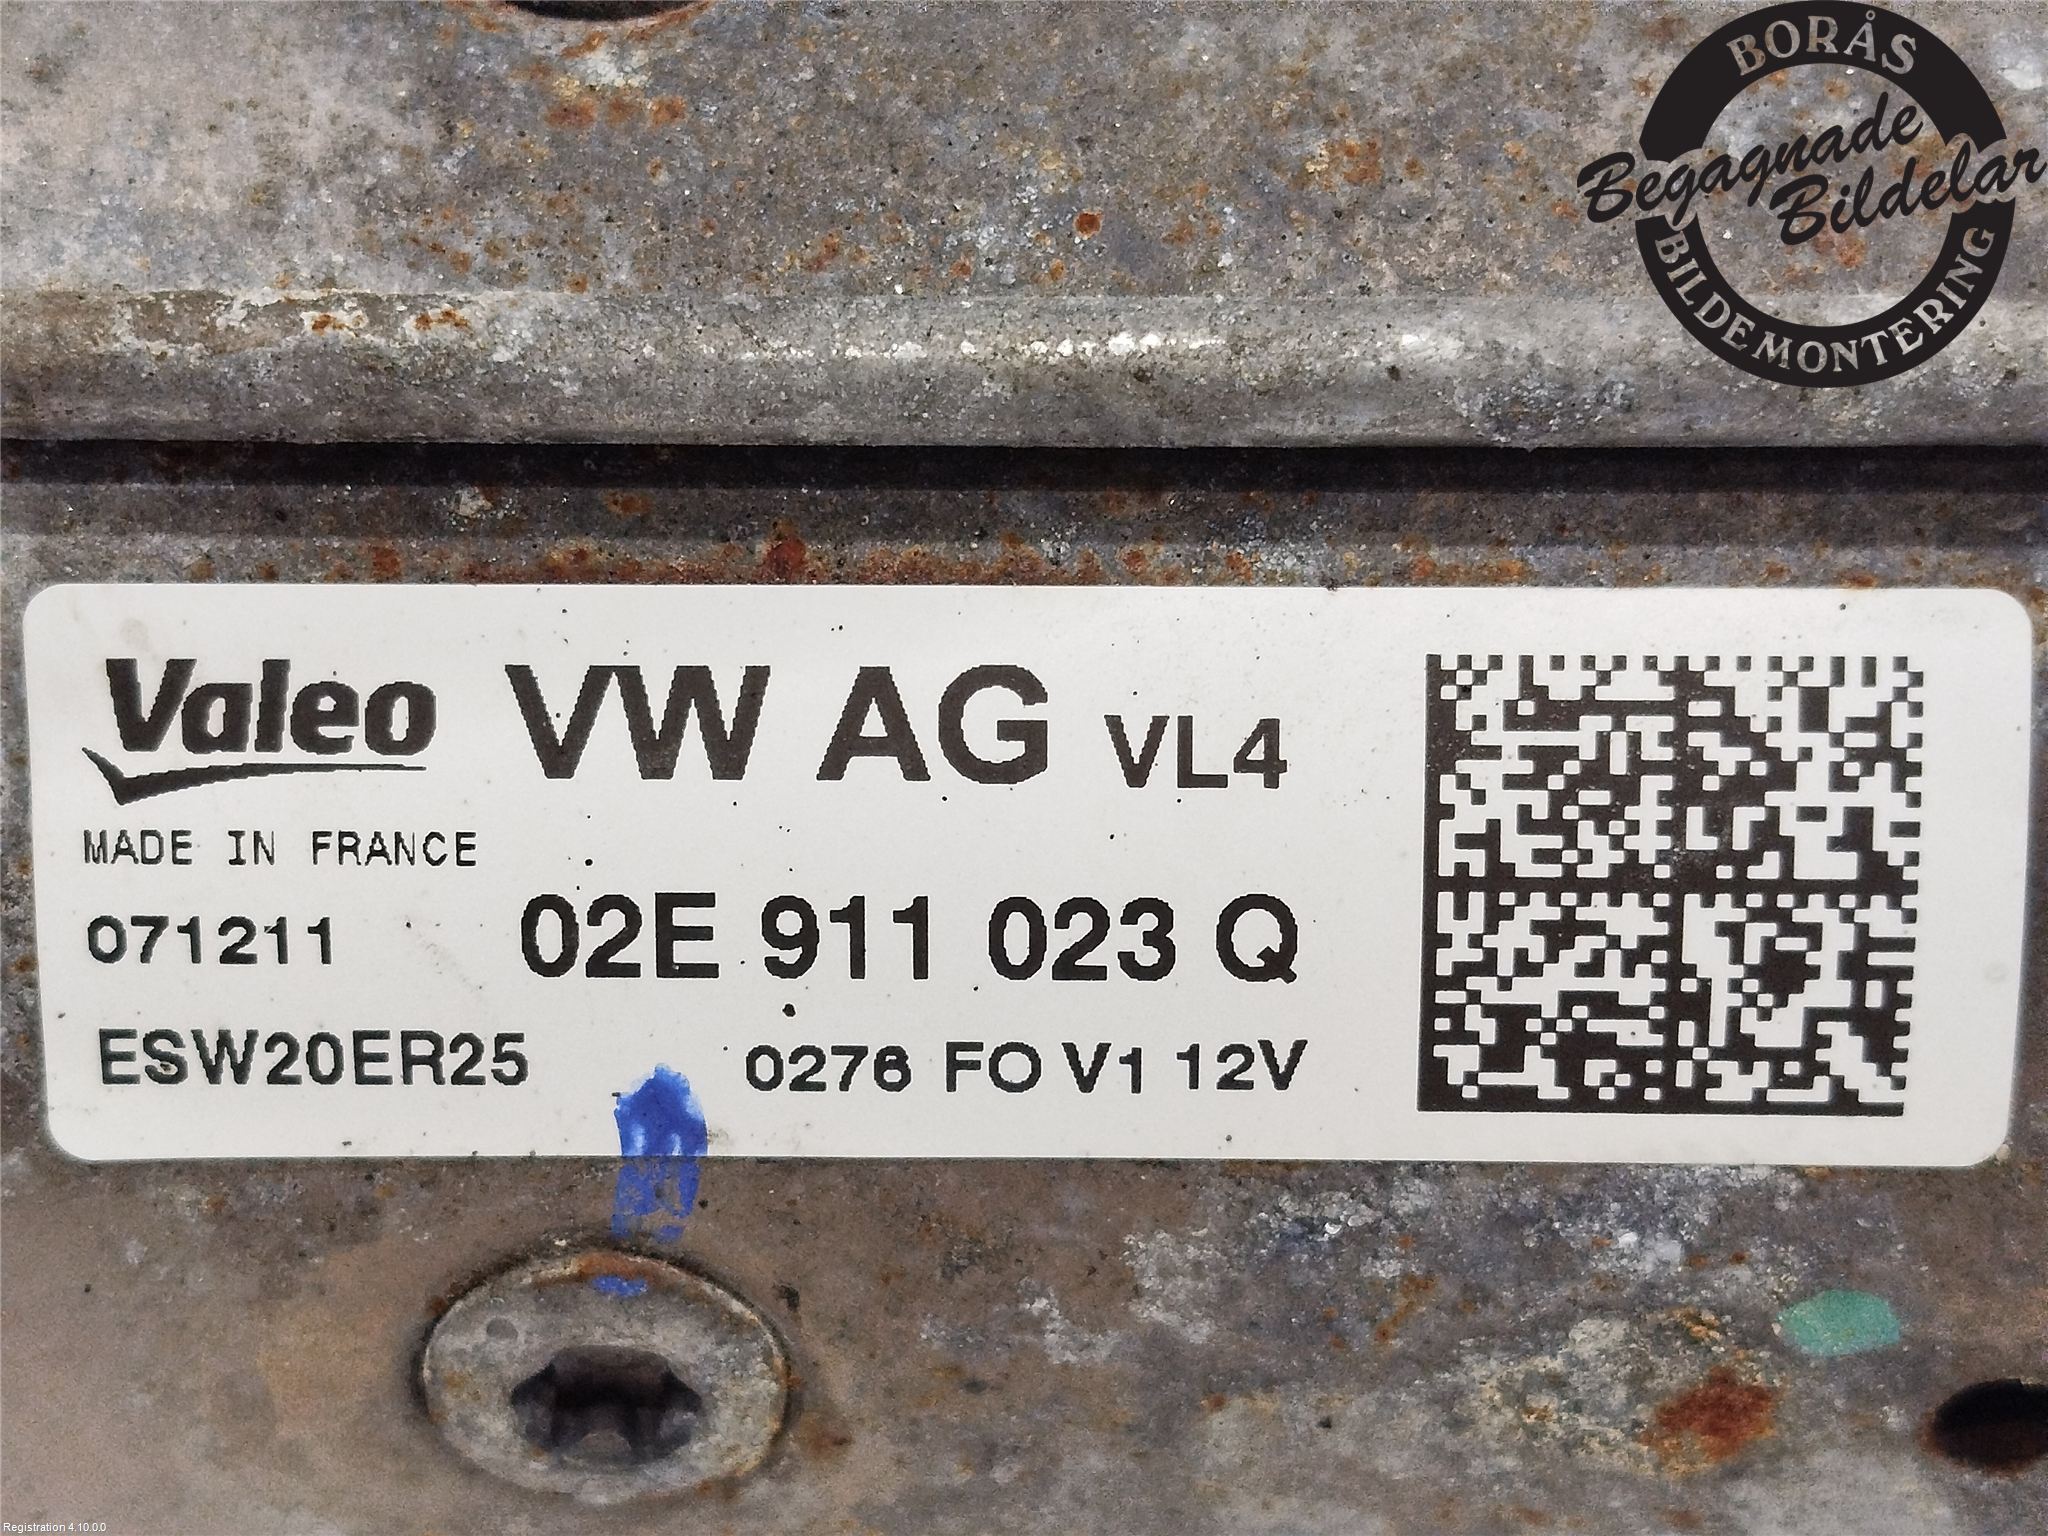 BORÅS
Begagnade
Bildelar
BILDEMONTERING
Valeo
VW AG VL4
MADE IN FRANCE
071211
02E 911 023 Q
ESW20ER25
0276 FO V1 12V
Registration 4.10.0.0